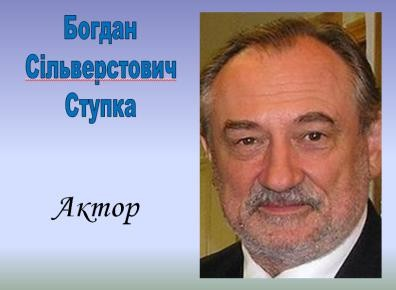 Богдан
Сільверстович
Ступка
Актор